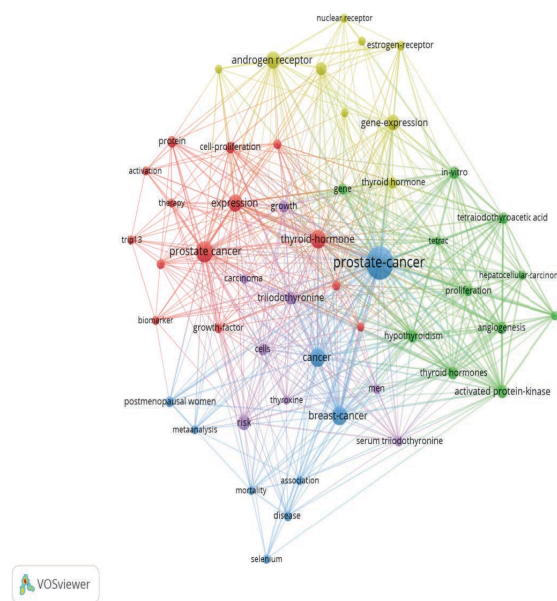 nuclear receptor
estrogen-receptor
androgen receptor
gene-expression
protein
cell-proliferation
activation
in-vitro
thyroid hormone
gene
therapy
expression
growth
tetraiodothyroacetic acid
trip13
thyroid-hormone
tetrac
prostate cancer
prostate-cancer
carcinoma
hepatocellular-carcinom
triiodothyronine
proliferation
biomarker
growth-factor
hypothyroidism
angiogenesis
cells
cancer
thyroid hormones
men
activated protein-kinase
postmenopausal women
thyroxine
breast-cancer
risk
metaanalysis
serum triiodothyronine
association
mortality
disease
selenium
VOSviewer